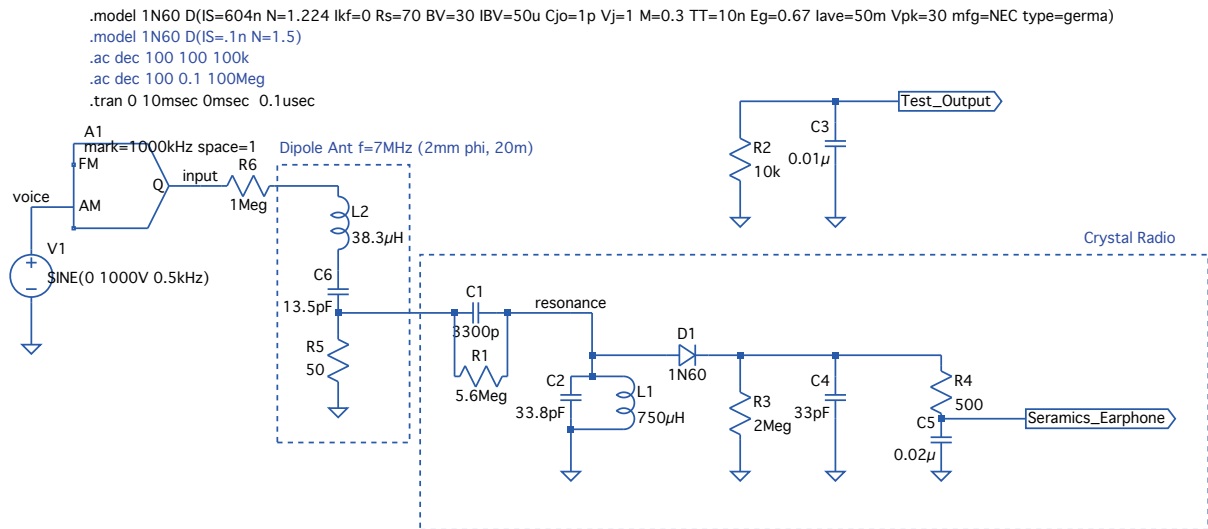 .model 1N60 D(IS=604n N=1.224 Ikf=0 Rs=70 BV=30 IBV=50u Cjo=1p Vj=1 M=0.3 TT=10n Eg=0.67 Iave=50m Vpk=30 mfg=NEC type=germa)
.model 1N60 D(IS=.1n N=1.5)
.ac dec 100 100 100k
.ac dec 100 0.1 100Meg
.tran 0 10msec 0msec 0.1usec
Test_Output
C3
0.01µ
R2
10k
A1
mark=1000kHz space=1
FM
AM
Q
voice
input
V1
SINE(0 1000V 0.5kHz)
R6
1Meg
Dipole Ant f=7MHz (2mm phi, 20m)
L2
38.3µH
C6
13.5pF
R5
50
Crystal Radio
C1
3300p
R1
5.6Meg
resonance
C2
33.8pF
L1
750µH
D1
1N60
R3
2Meg
C4
33pF
R4
500
C5
0.02µ
Seramics_Earphone